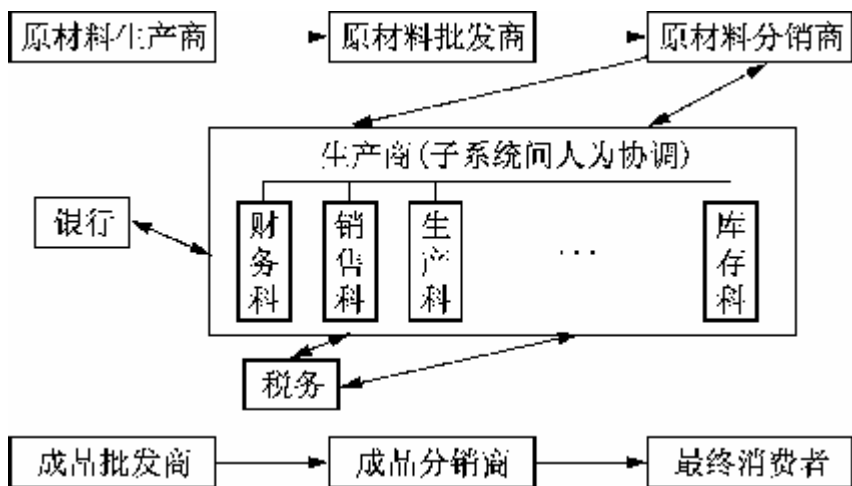 原材料生产商 原材料批发商 原材料分销商
生产商(子系统间人为协调)
银行
财务科
销售科
生产科
...
库存科
税务
成品批发商 成品分销商 最终消费者